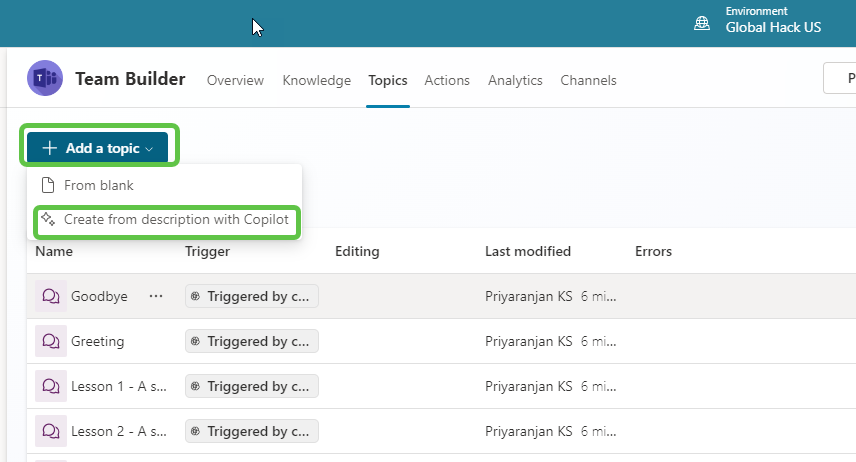 Environment
Global Hack US
Team Builder Overview Knowledge Topics Actions Analytics Channels P
Add a topic
From blank
Create from description with Copilot
Name Trigger Editing Last modified Errors
Goodbye ... Triggered by c... Priyaranjan KS 6 mi...
Greeting Triggered by c... Priyaranjan KS 6 mi...
Lesson 1 - A s... Triggered by c... Priyaranjan KS 6 mi...
Lesson 2 - A s... Triggered by c... Priyaranjan KS 6 mi...